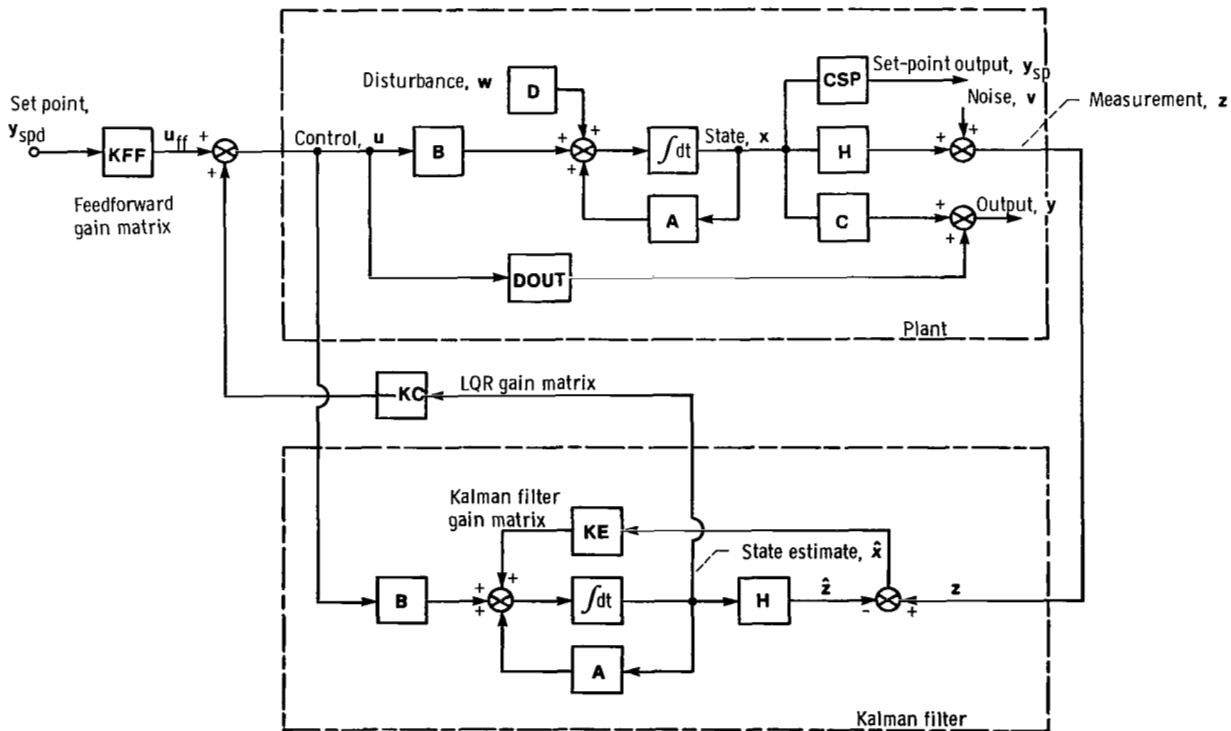 Set-point output, y_sp
CSP
Disturbance, w
D
Noise, v
Measurement, z
Set point,
y_spd
KFF
u_ff
+
+
Control, u
B
+
+
+
∫dt
State, x
H
+
+
Feedforward
gain matrix
A
C
+
+
Output, y
DOUT
Plant
KC
LQR gain matrix
Kalman filter
gain matrix
KE
State estimate, x̂
B
+
+
+
∫dt
H
ẑ
-
+
z
A
Kalman filter